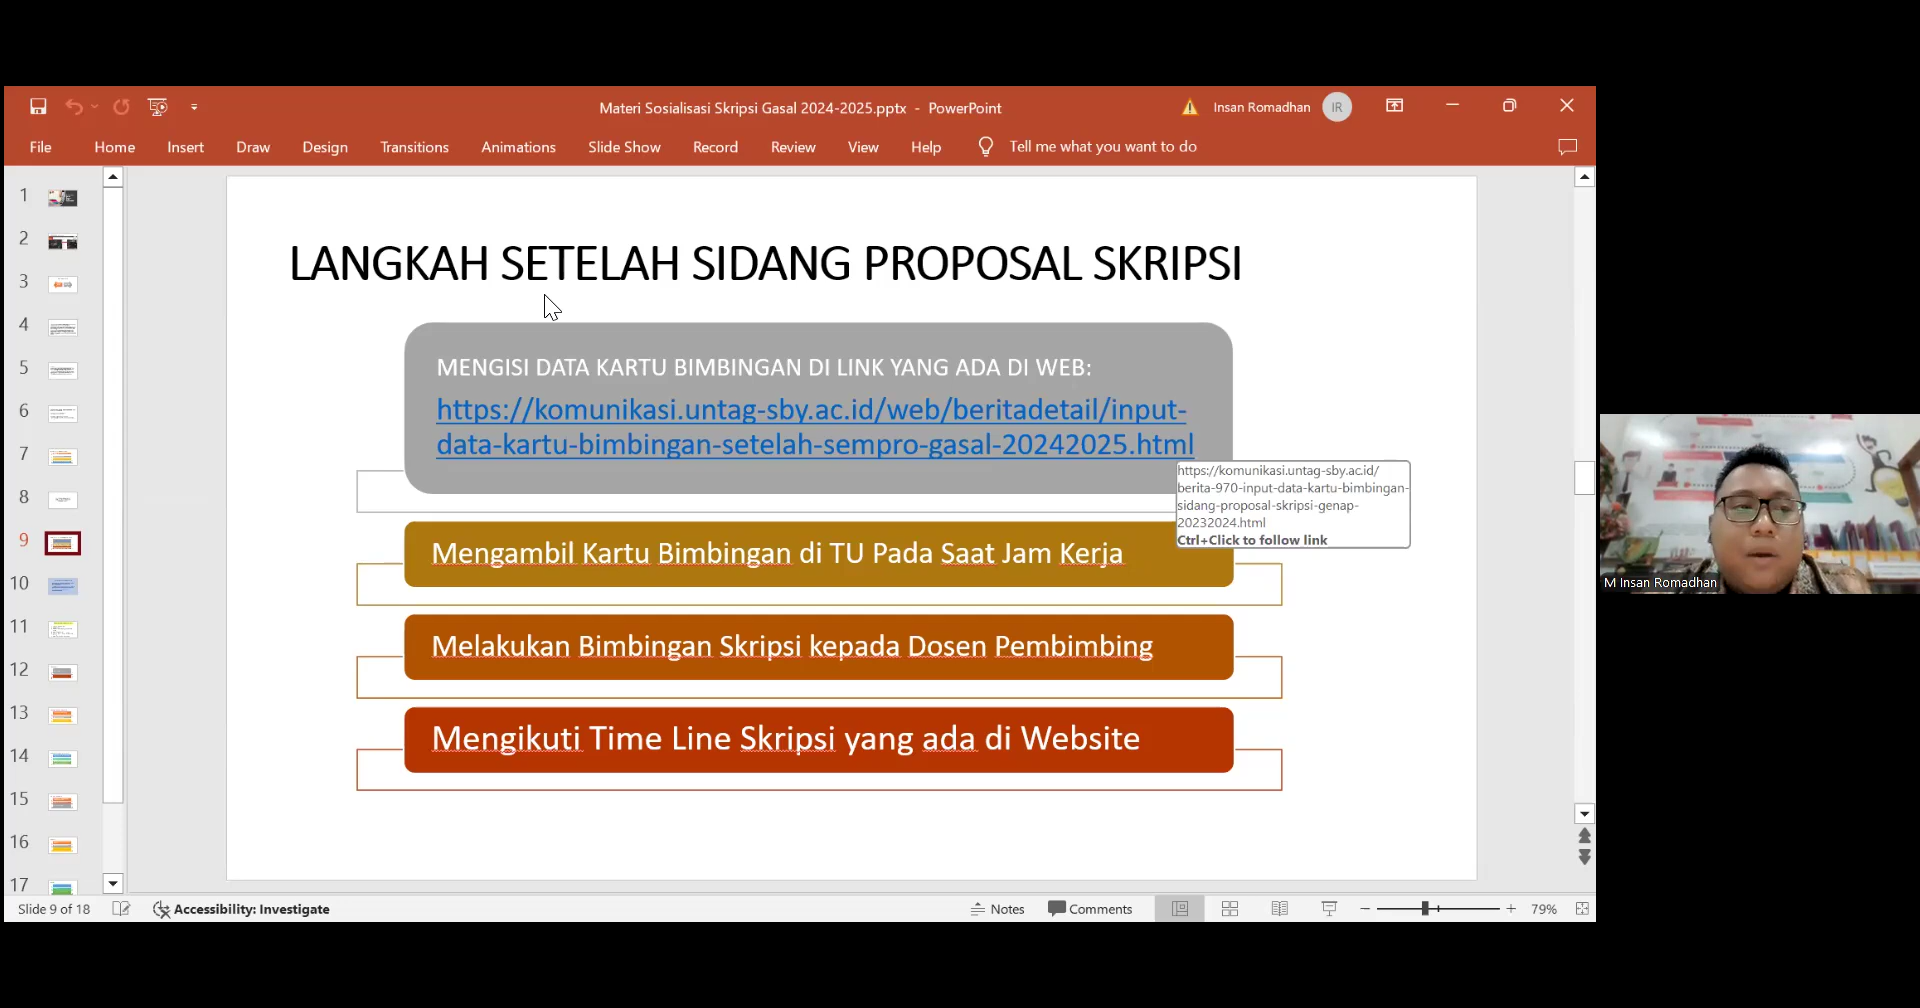 Materi Sosialisasi Skripsi Gasal 2024-2025.pptx - PowerPoint
Insan Romadhan
IR
File Home Insert Draw Design Transitions Animations Slide Show Record Review View Help Tell me what you want to do
1
2
3
4
5
6
7
8
9
10
11
12
13
14
15
16
17
LANGKAH SETELAH SIDANG PROPOSAL SKRIPSI
MENGISI DATA KARTU BIMBINGAN DI LINK YANG ADA DI WEB:
https://komunikasi.untag-sby.ac.id/web/beritadetail/input-
data-kartu-bimbingan-setelah-sempro-gasal-20242025.html
https://komunikasi.untag-sby.ac.id/
berita-970-input-data-kartu-bimbingan-
sidang-proposal-skripsi-genap-
20232024.html
Ctrl+Click to follow link
Mengambil Kartu Bimbingan di TU Pada Saat Jam Kerja
Melakukan Bimbingan Skripsi kepada Dosen Pembimbing
Mengikuti Time Line Skripsi yang ada di Website
M Insan Romadhan
Slide 9 of 18
Accessibility: Investigate
Notes
Comments
79%